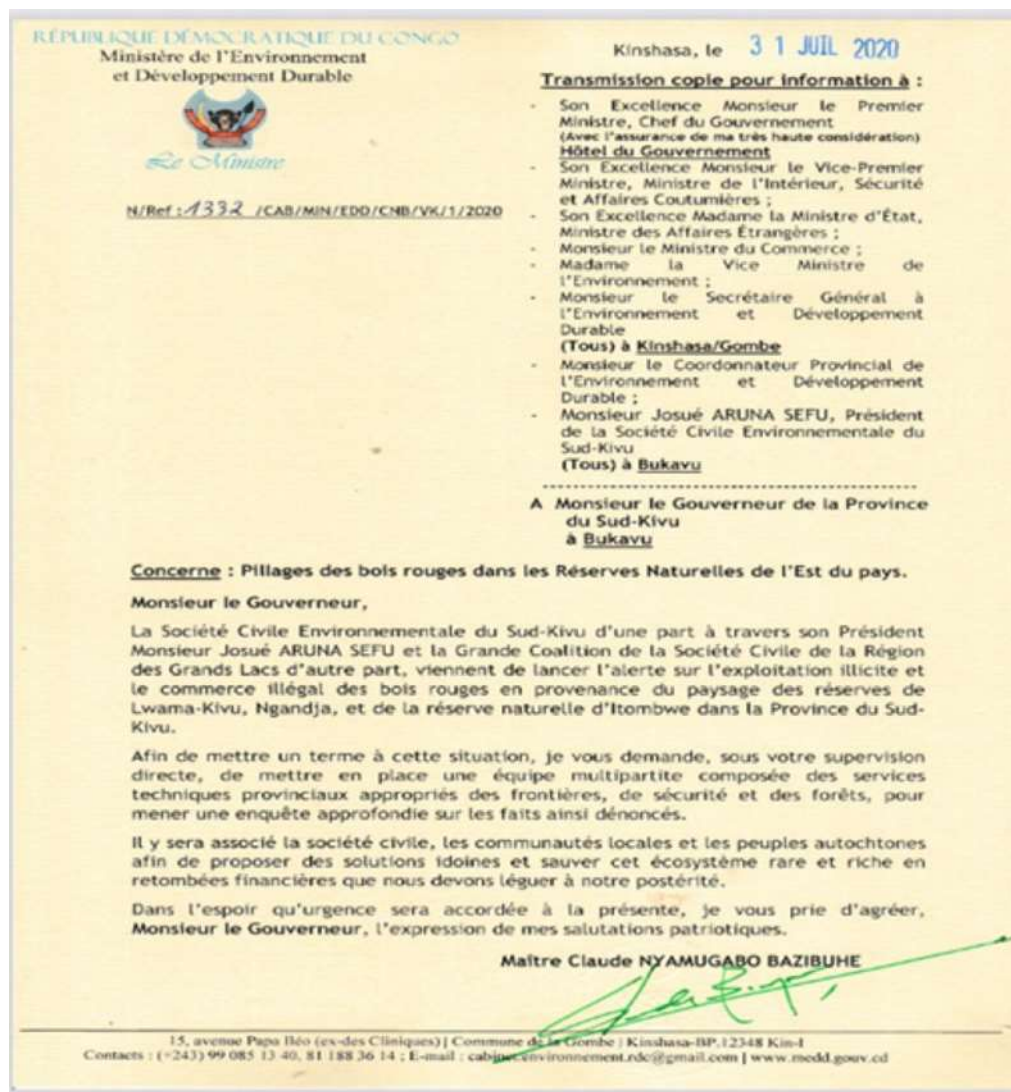 RÉPUBLIQUE DÉMOCRATIQUE DU CONGO
Ministère de l'Environnement
et Développement Durable
Le Ministre
N/Ref : 1332 /CAB/MIN/EDD/CNB/VK/1/2020
Kinshasa, le 31 JUIL 2020
Transmission copie pour information à :
- Son Excellence Monsieur le Premier
Ministre, Chef du Gouvernement
(Avec l'assurance de ma très haute considération)
Hôtel du Gouvernement
- Son Excellence Monsieur le Vice-Premier
Ministre, Ministre de l'Intérieur, Sécurité
et Affaires Coutumières ;
- Son Excellence Madame la Ministre d'État,
Ministre des Affaires Étrangères ;
- Monsieur le Ministre du Commerce ;
- Madame la Vice Ministre de
l'Environnement ;
- Monsieur le Secrétaire Général à
l'Environnement et Développement
Durable
(Tous) à Kinshasa/Gombe
- Monsieur le Coordonnateur Provincial de
l'Environnement et Développement
Durable ;
- Monsieur Josué ARUNA SEFU, Président
de la Société Civile Environnementale du
Sud-Kivu
(Tous) à Bukavu
A Monsieur le Gouverneur de la Province
du Sud-Kivu
à Bukavu
Concerne : Pillages des bois rouges dans les Réserves Naturelles de l'Est du pays.
Monsieur le Gouverneur,
La Société Civile Environnementale du Sud-Kivu d'une part à travers son Président
Monsieur Josué ARUNA SEFU et la Grande Coalition de la Société Civile de la Région
des Grands Lacs d'autre part, viennent de lancer l'alerte sur l'exploitation illicite et
le commerce illégal des bois rouges en provenance du paysage des réserves de
Lwama-Kivu, Ngandja, et de la réserve naturelle d'Itombwe dans la Province du Sud-
Kivu.
Afin de mettre un terme à cette situation, je vous demande, sous votre supervision
directe, de mettre en place une équipe multipartite composée des services
techniques provinciaux appropriés des frontières, de sécurité et des forêts, pour
mener une enquête approfondie sur les faits ainsi dénoncés.
Il y sera associé la société civile, les communautés locales et les peuples autochtones
afin de proposer des solutions idoines et sauver cet écosystème rare et riche en
retombées financières que nous devons léguer à notre postérité.
Dans l'espoir qu'urgence sera accordée à la présente, je vous prie d'agréer,
Monsieur le Gouverneur, l'expression de mes salutations patriotiques.
Maître Claude NYAMUGABO BAZIBUHE
15, avenue Papa Iléo (ex-des Cliniques) | Commune de la Gombe | Kinshasa-BP.12348 Kin-I
Contacts : (+243) 99 085 13 40, 81 188 36 14 ; E-mail : cabinet.environnement.rdc@gmail.com | www.medd.gouv.cd